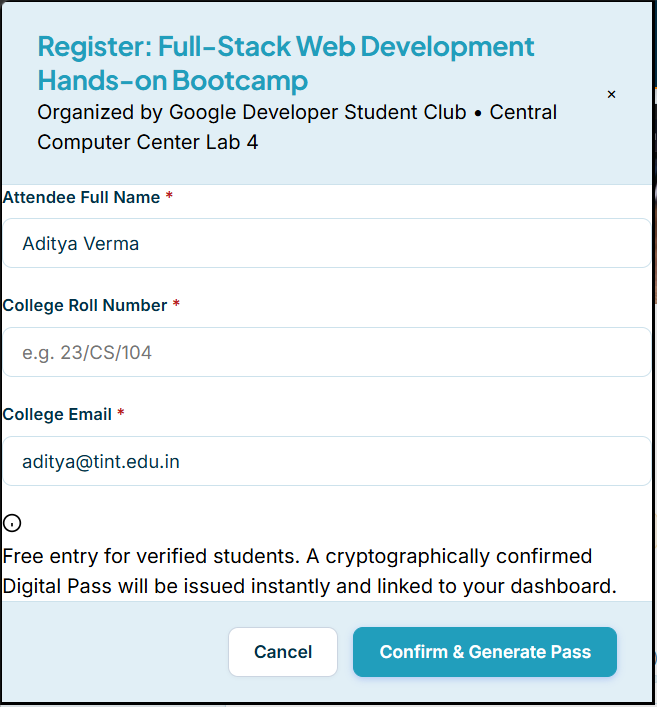 Register: Full-Stack Web Development
Hands-on Bootcamp
×
Organized by Google Developer Student Club • Central
Computer Center Lab 4
Attendee Full Name *
Aditya Verma
College Roll Number *
e.g. 23/CS/104
College Email *
aditya@tint.edu.in
Free entry for verified students. A cryptographically confirmed
Digital Pass will be issued instantly and linked to your dashboard.
Cancel
Confirm & Generate Pass